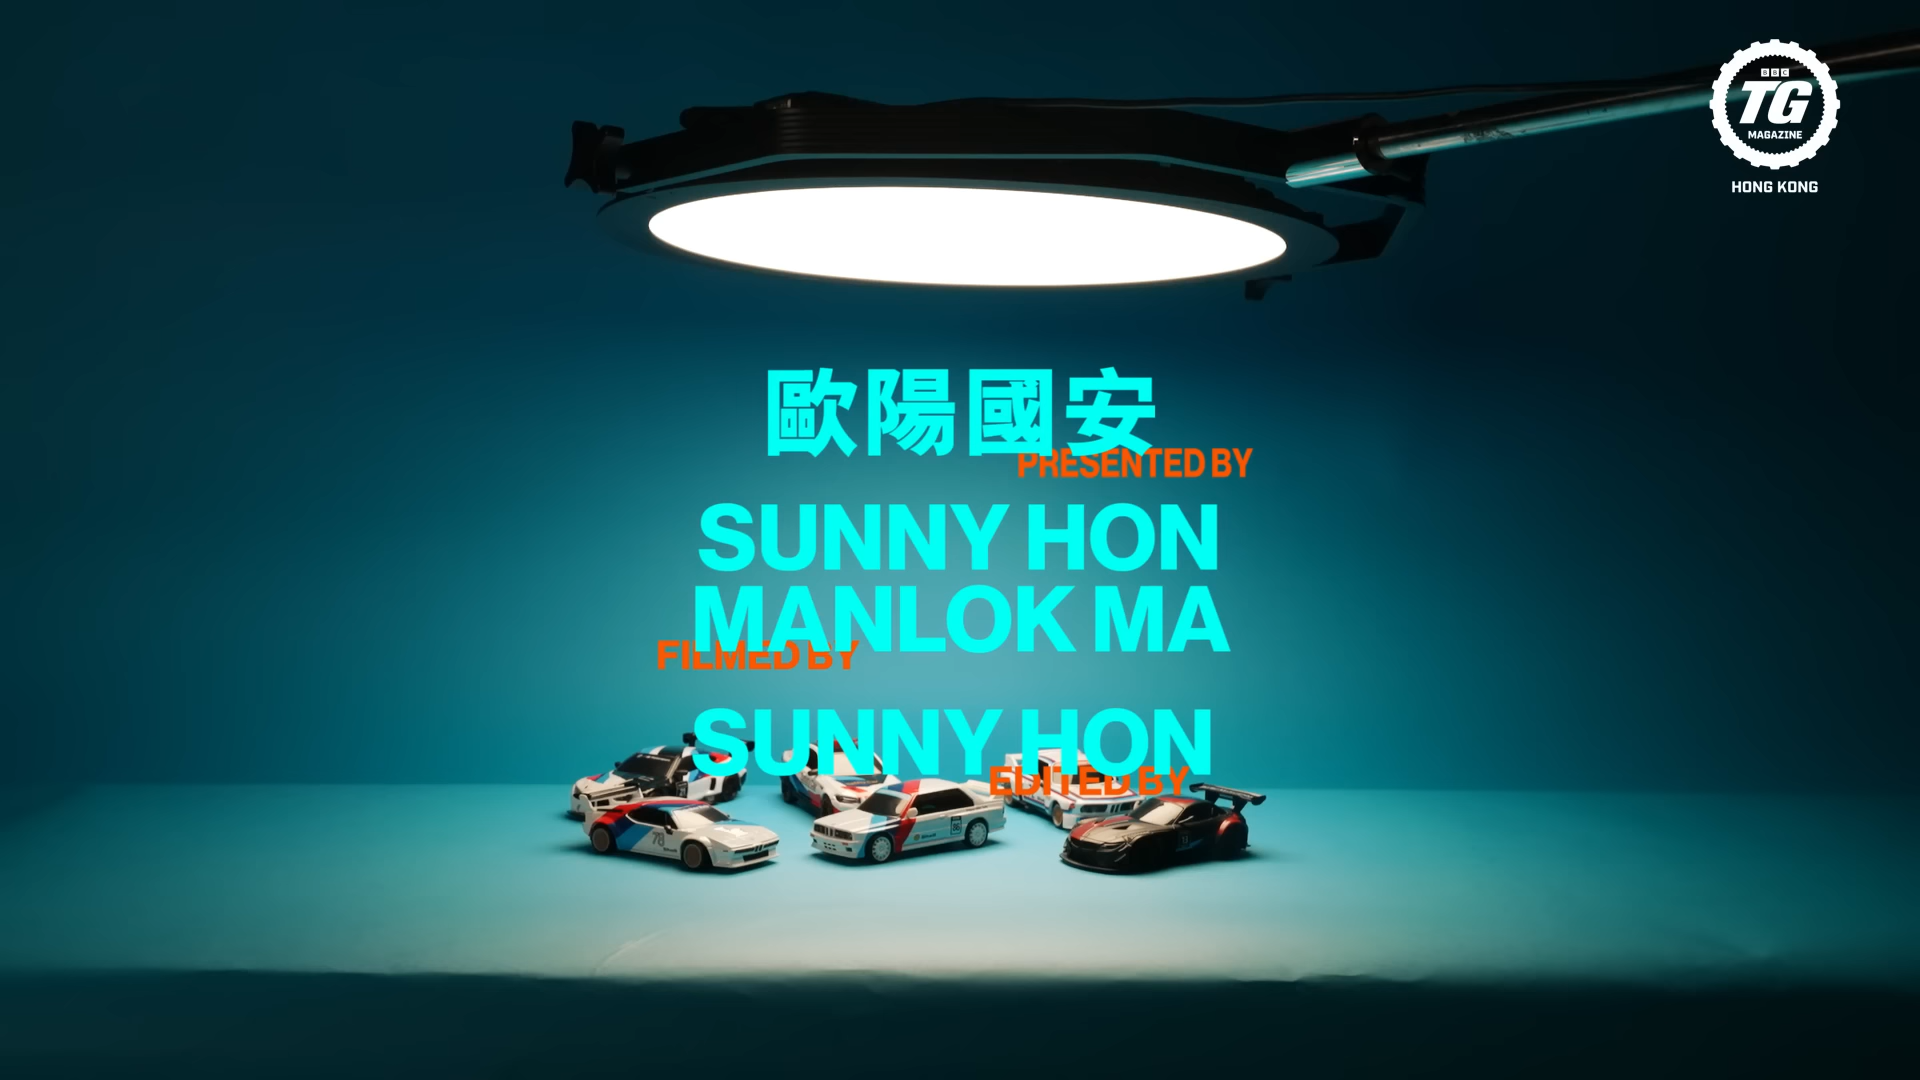 BBC
TG
MAGAZINE
HONG KONG
歐陽國安
PRESENTED BY
SUNNY HON
MANLOK MA
FILMED BY
SUNNY HON
EDITED BY